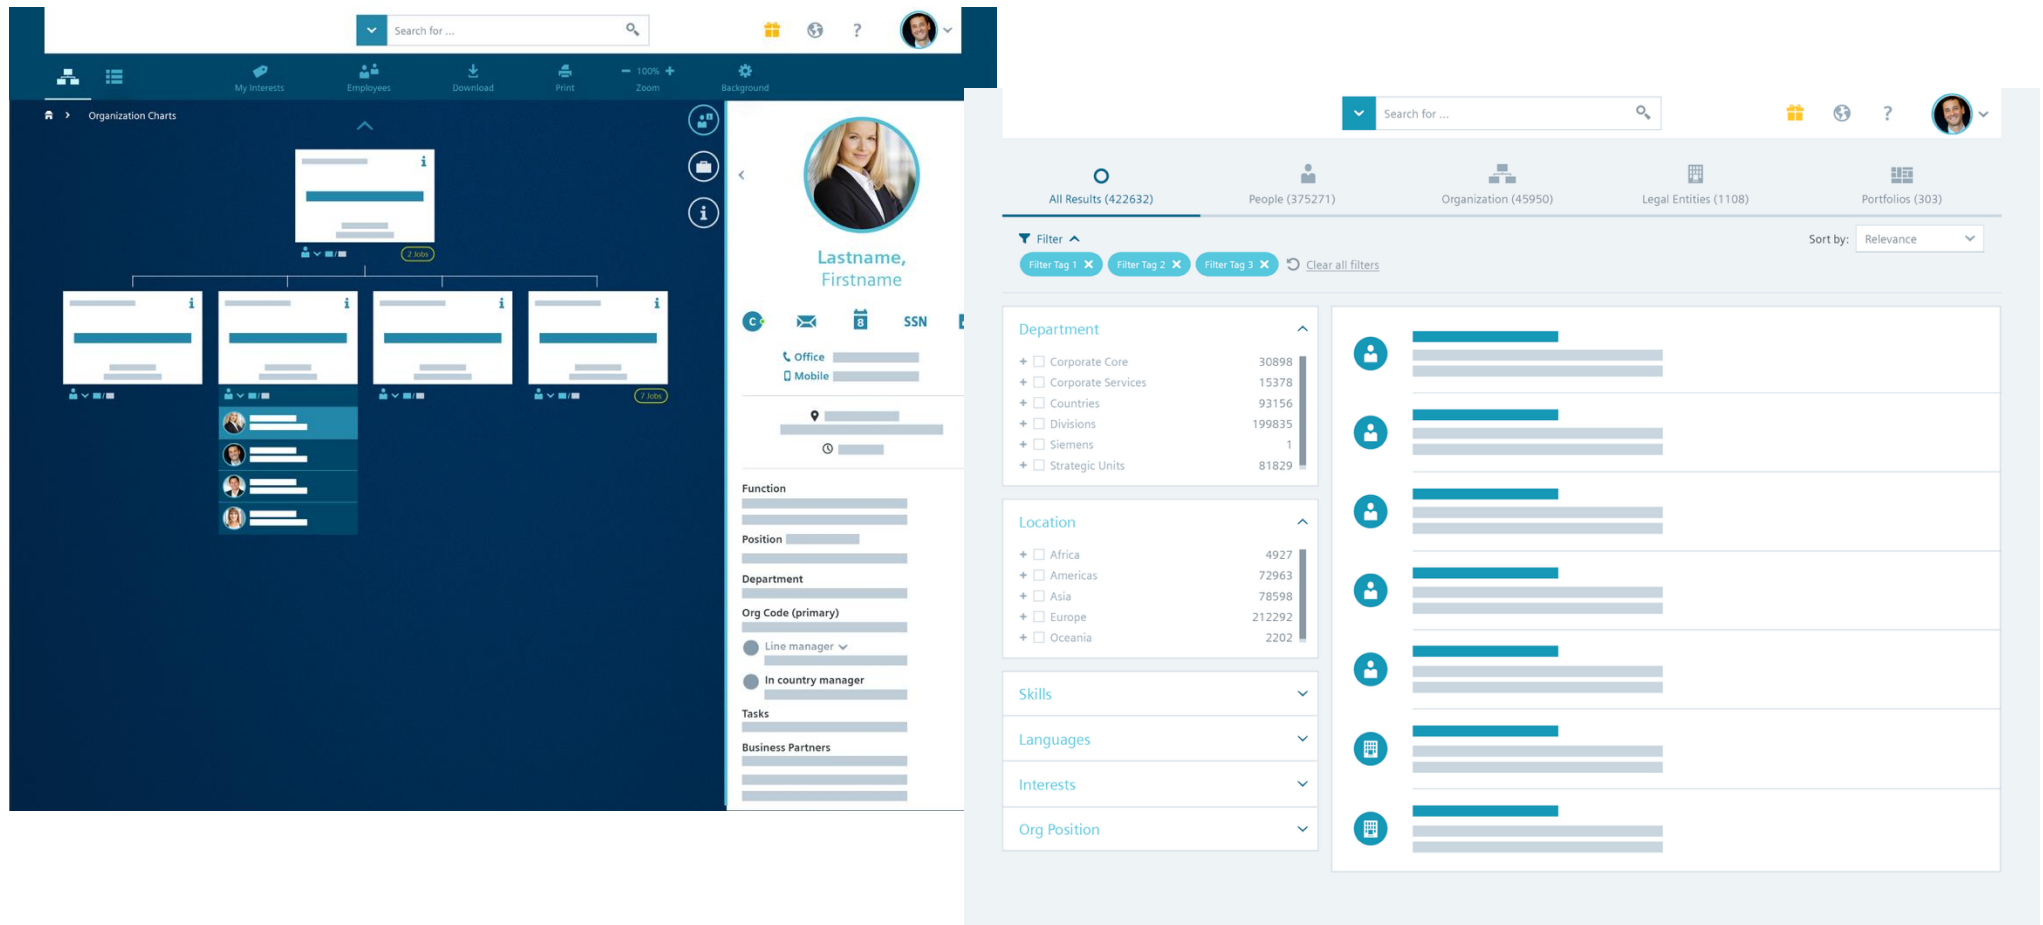 Search for ...
?
My Interests
Employees
Download
Print
100%
Zoom
Background
Organization Charts
2 Jobs
7 Jobs
Lastname,
Firstname
C
8
SSN
Office
Mobile
Function
Position
Department
Org Code (primary)
Line manager
In country manager
Tasks
Business Partners
Search for ...
?
All Results (422632)
People (375271)
Organization (45950)
Legal Entities (1108)
Portfolios (303)
Filter
Sort by: Relevance
Filter Tag 1
Filter Tag 2
Filter Tag 3
Clear all filters
Department
Corporate Core 30898
Corporate Services 15378
Countries 93156
Divisions 199835
Siemens 1
Strategic Units 81829
Location
Africa 4927
Americas 72963
Asia 78598
Europe 212292
Oceania 2202
Skills
Languages
Interests
Org Position